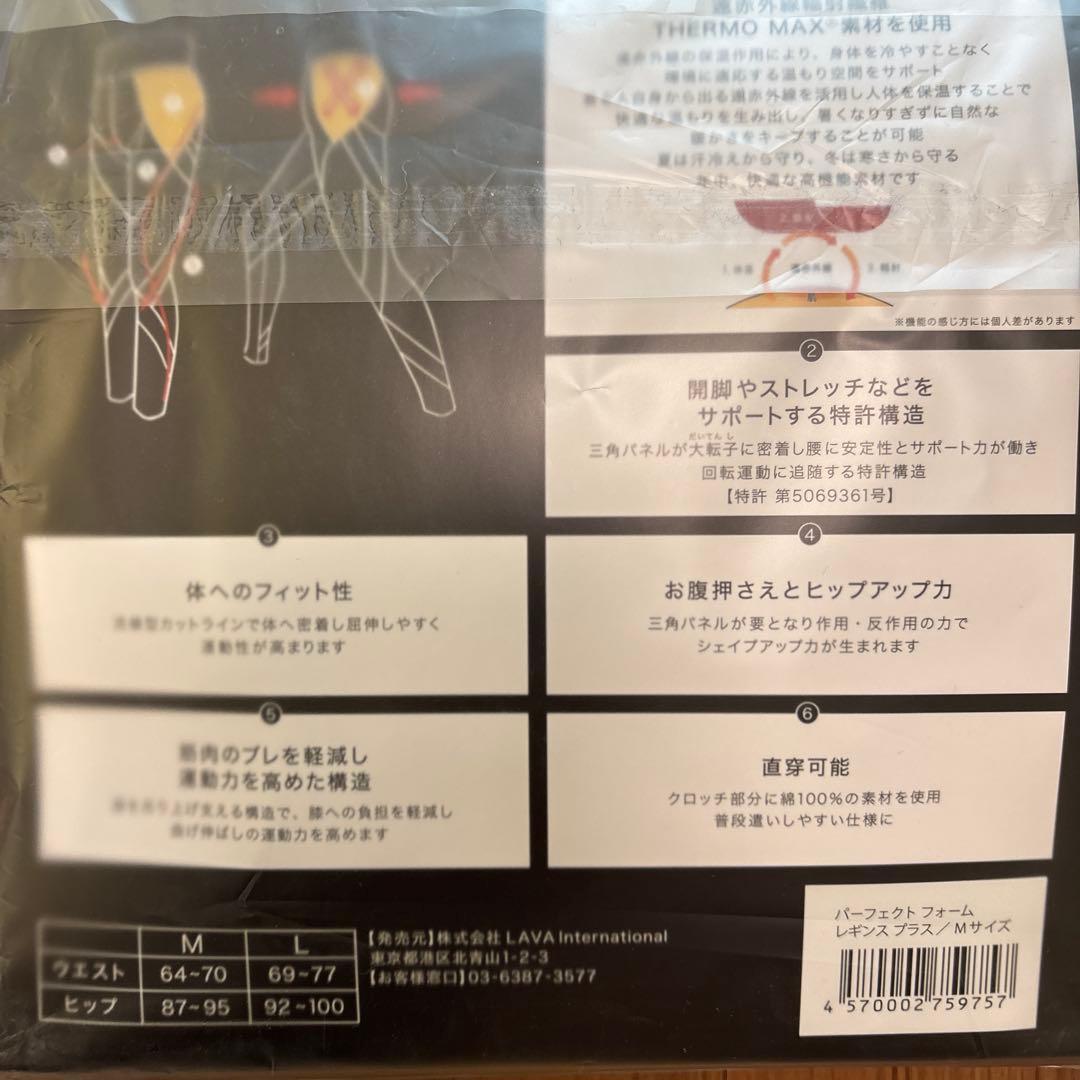 遠赤外線輻射繊維
THERMO MAX®素材を使用
遠赤外線の保温作用により、身体を冷やすことなく
環境に適応する温もり空間をサポート
自身から出る遠赤外線を活用し人体を保温することで
快適な温もりを生み出し／暑くなりすぎずに自然な
暖かさをキープすることが可能
夏は汗冷えから守り、冬は寒さから守る
年中、快適な高機能素材です
遠赤外線
肌
※機能の感じ方には個人差があります
②
開脚やストレッチなどを
サポートする特許構造
だいてんし
三角パネルが大転子に密着し腰に安定性とサポート力が働き
回転運動に追随する特許構造
【特許 第5069361号】
③
体へのフィット性
カットラインで体へ密着し屈伸しやすく
運動性が高まります
④
お腹押さえとヒップアップ力
三角パネルが要となり作用・反作用の力で
シェイプアップ力が生まれます
⑤
筋肉のブレを軽減し
運動力を高めた構造
上げ支える構造で、膝への負担を軽減し
曲げ伸ばしの運動力を高めます
⑥
直穿可能
クロッチ部分に綿100%の素材を使用
普段遣いしやすい仕様に
M L
ウエスト 64~70 69~77
ヒップ 87~95 92~100
【発売元】株式会社 LAVA International
東京都港区北青山1-2-3
【お客様窓口】03-6387-3577
パーフェクト フォーム
レギンス プラス／Mサイズ
4 570002 759757